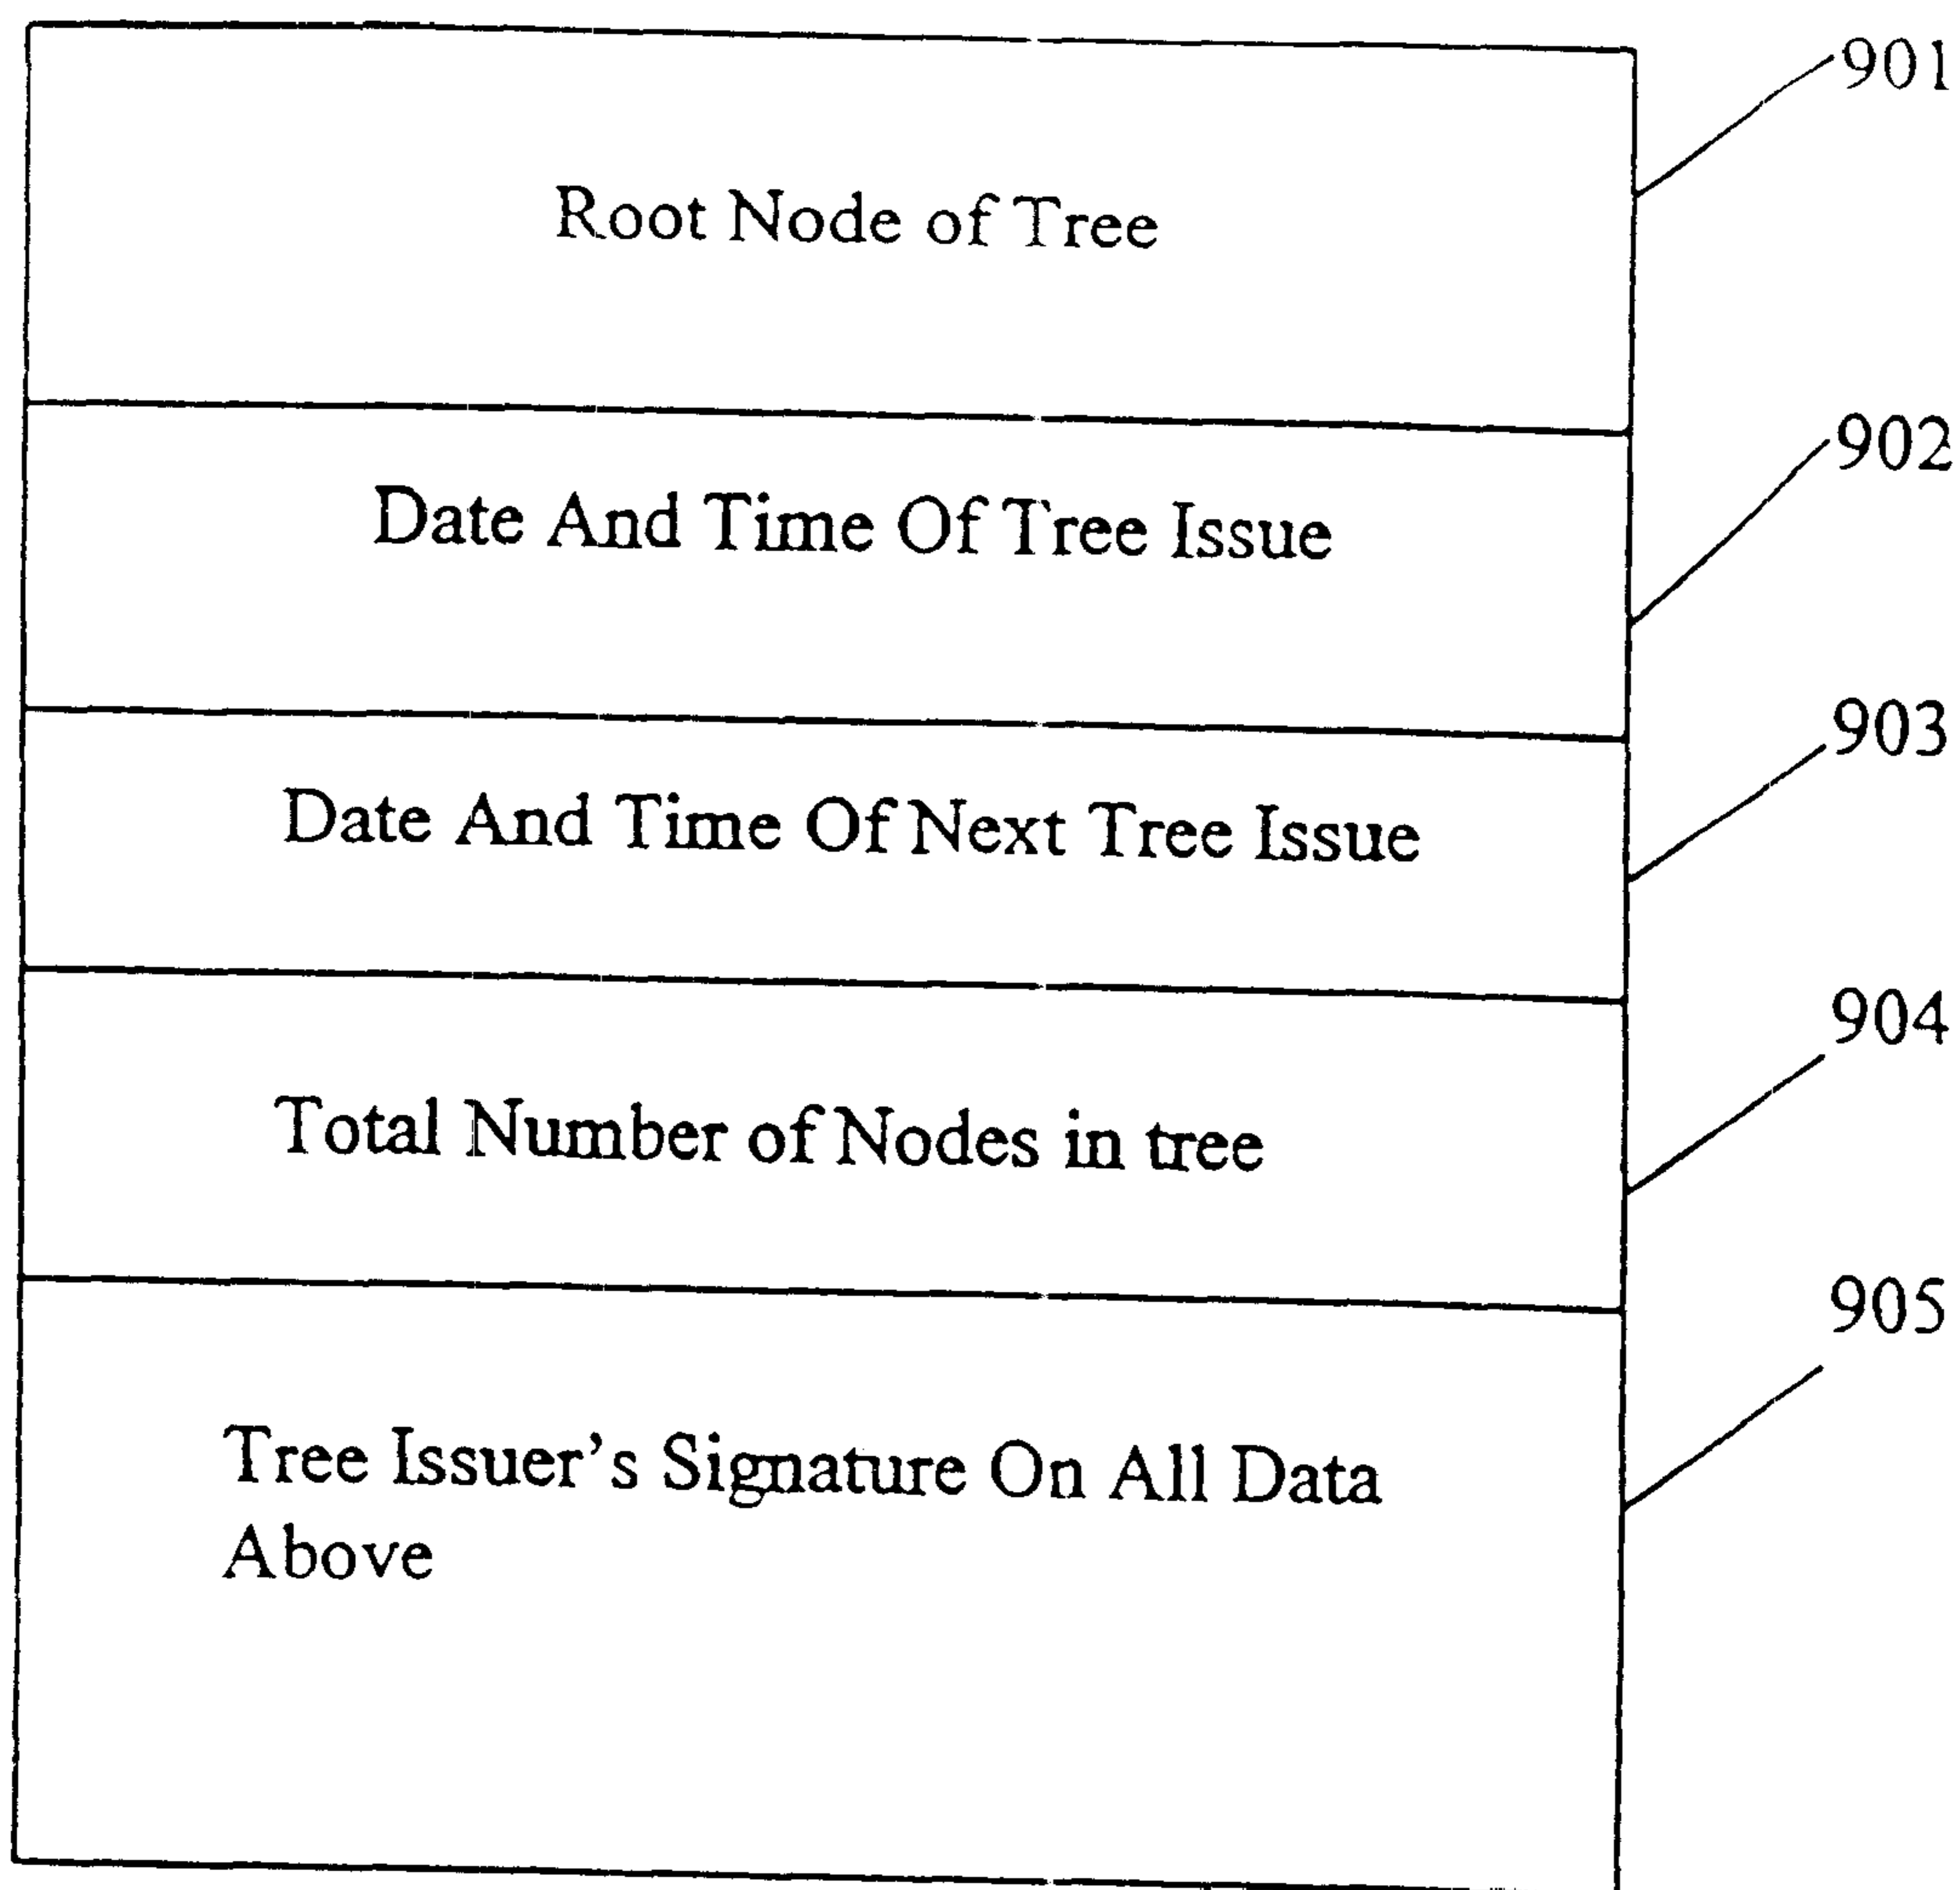 901
Root Node of Tree
902
Date And Time Of Tree Issue
903
Date And Time Of Next Tree Issue
904
Total Number of Nodes in tree
905
Tree Issuer's Signature On All Data
Above